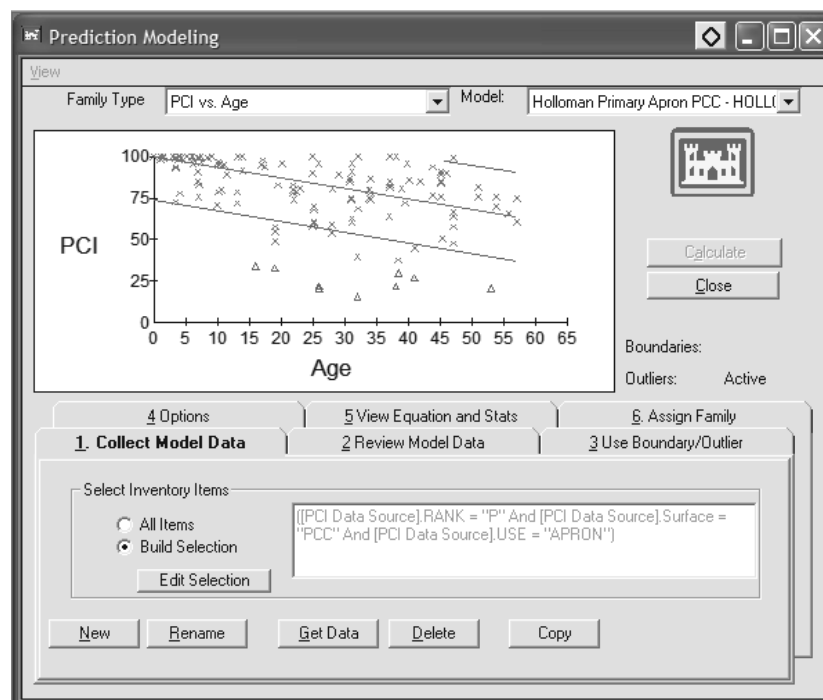 Prediction Modeling
View
Family Type PCI vs. Age Model: Holloman Primary Apron PCC - HOLL(
100
75
PCI 50
25
0
0 5 10 15 20 25 30 35 40 45 50 55 60 65
Age
Calculate
Close
Boundaries:
Outliers: Active
4 Options 5 View Equation and Stats 6. Assign Family
1. Collect Model Data 2 Review Model Data 3 Use Boundary/Outlier
Select Inventory Items
All Items
Build Selection
Edit Selection
([PCI Data Source].RANK = "P" And [PCI Data Source].Surface =
"PCC" And [PCI Data Source].USE = "APRON")
New Rename Get Data Delete Copy